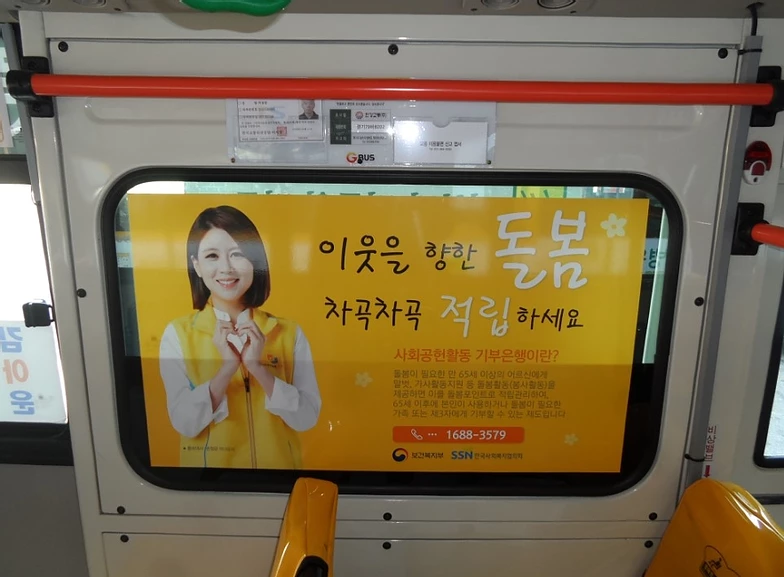 GBUS
이웃을 향한 돌봄
차곡차곡 적립하세요
사회공헌활동 기부은행이란?
돌봄이 필요한 만 65세 이상의 어르신에게
말벗, 가사활동지원 등 돌봄활동(봉사활동)을
제공하면 이를 돌봄포인트로 적립관리하여,
65세 이후에 본인이 사용하거나 돌봄이 필요한
가족 또는 제3자에게 기부할 수 있는 제도입니다
1688-3579
보건복지부 SSN 한국사회복지협의회